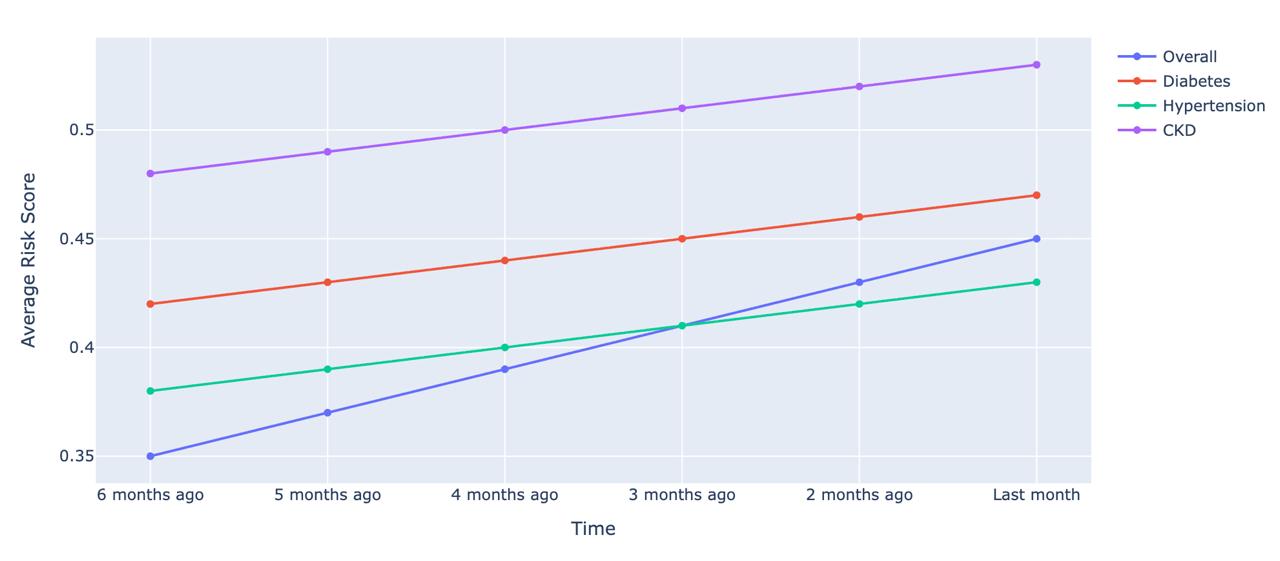 Overall
Diabetes
Hypertension
CKD
0.5
0.45
0.4
0.35
Average Risk Score
6 months ago 5 months ago 4 months ago 3 months ago 2 months ago Last month
Time